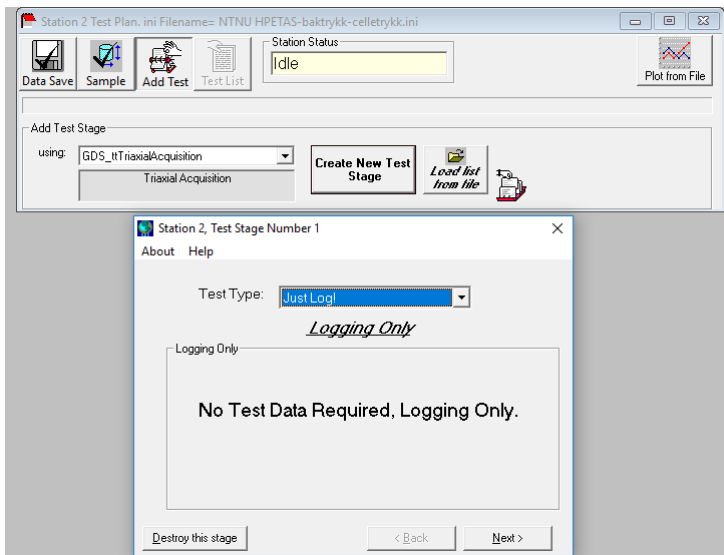 Station 2 Test Plan. ini Filename= NTNU HPETAS-baktrykk-celletrykk.ini
Data Save
Sample
Add Test
Test List
Station Status
Idle
Plot from File
Add Test Stage
using:
GDS_ttTriaxialAcquisition
Triaxial Acquisition
Create New Test
Stage
Load list
from file
Station 2, Test Stage Number 1
About Help
Test Type:
Just Log!
Logging Only
Logging Only
No Test Data Required, Logging Only.
Destroy this stage
< Back
Next >